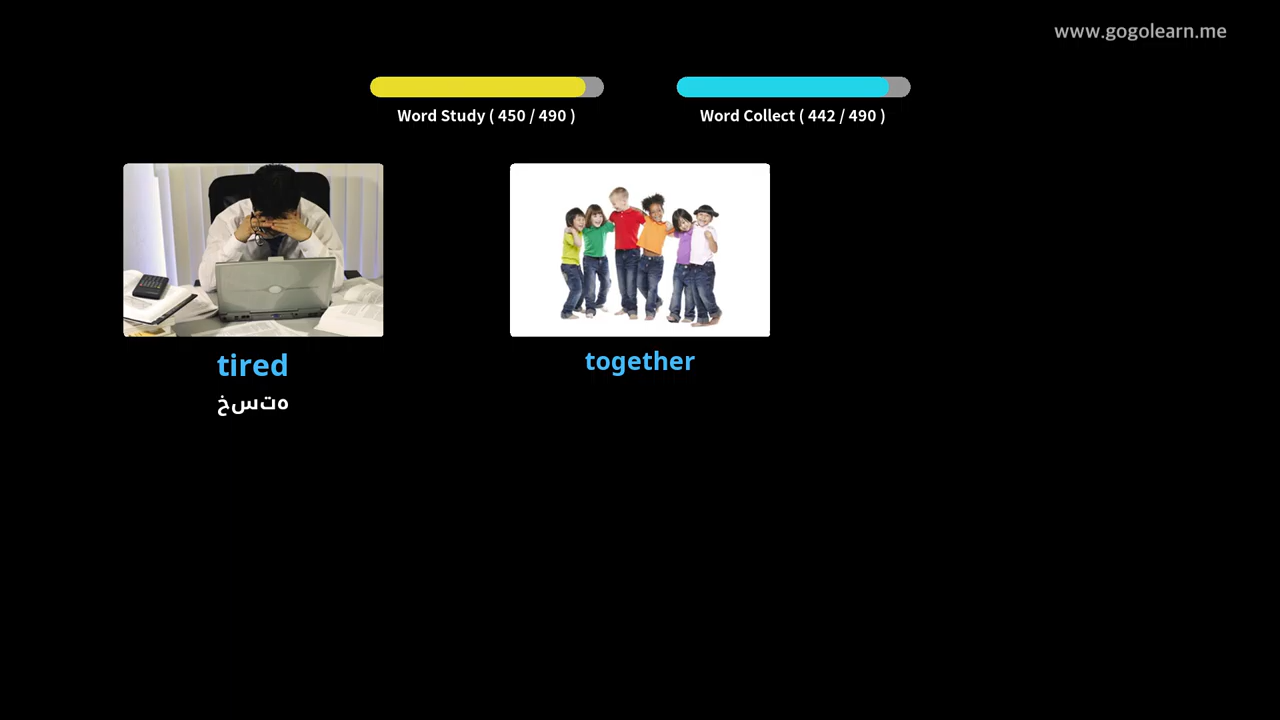 www.gogolearn.me
Word Study ( 450 / 490 )
Word Collect ( 442 / 490 )
tired
خسته
together